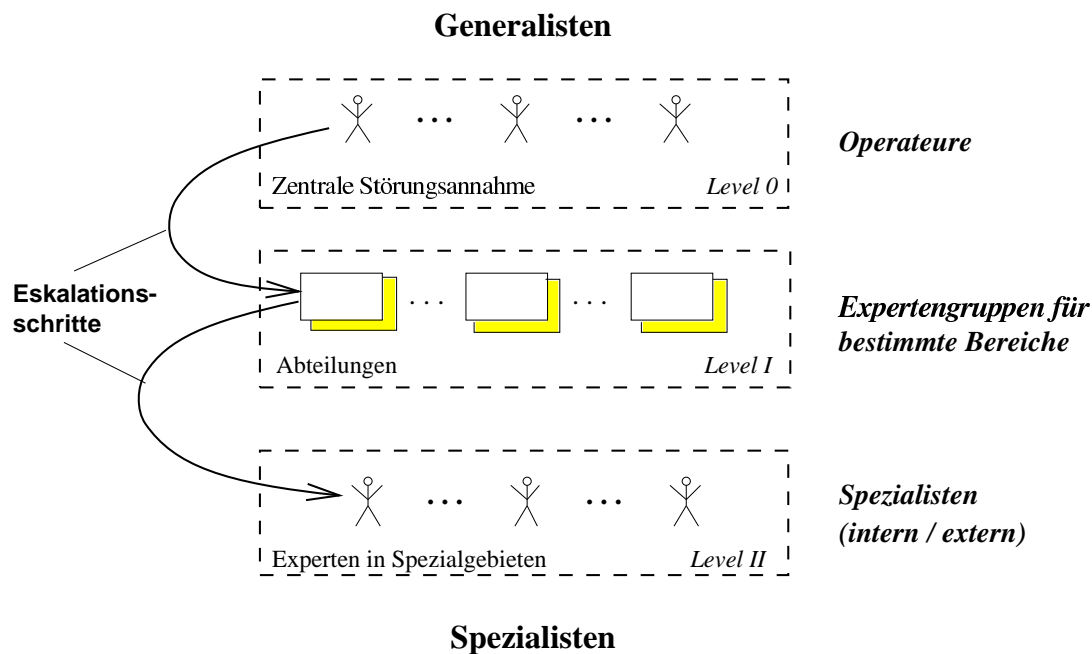 Generalisten
... ...
Operateure
Zentrale Störungsannahme Level 0
Eskalations-
schritte
... ...
Expertengruppen für
bestimmte Bereiche
Abteilungen Level I
... ...
Spezialisten
(intern / extern)
Experten in Spezialgebieten Level II
Spezialisten